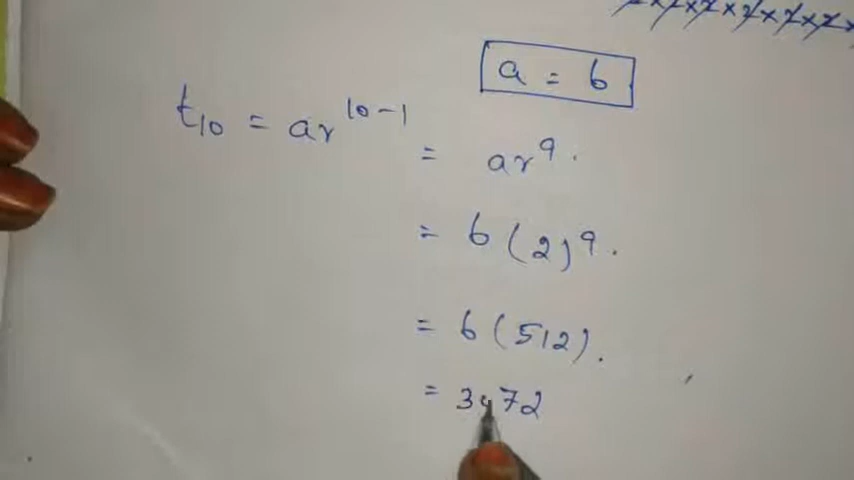 a = 6
t10 = ar^10-1
= ar^9.
= 6 (2)^9.
= 6 (512).
= 3072